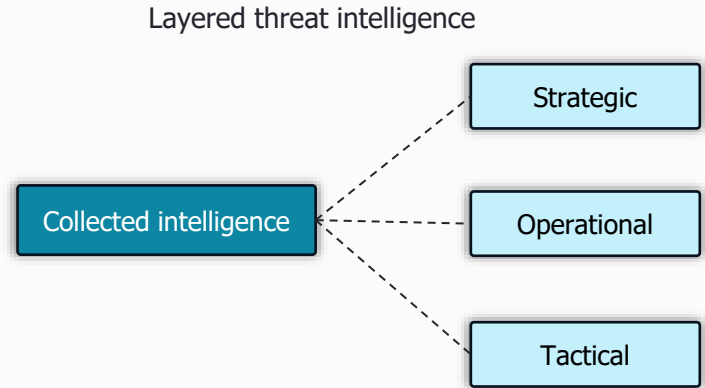 Layered threat intelligence
Strategic
Collected intelligence
Operational
Tactical